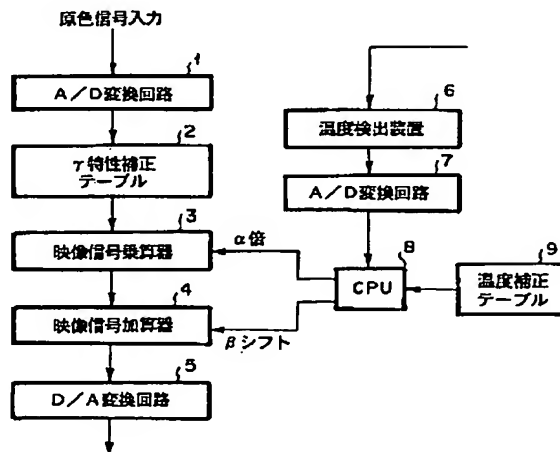 原色信号入力
1
A/D変換回路
2
γ特性補正
テーブル
3
映像信号乗算器
α倍
4
映像信号加算器
βシフト
5
D/A変換回路
6
温度検出装置
7
A/D変換回路
8
CPU
9
温度補正
テーブル